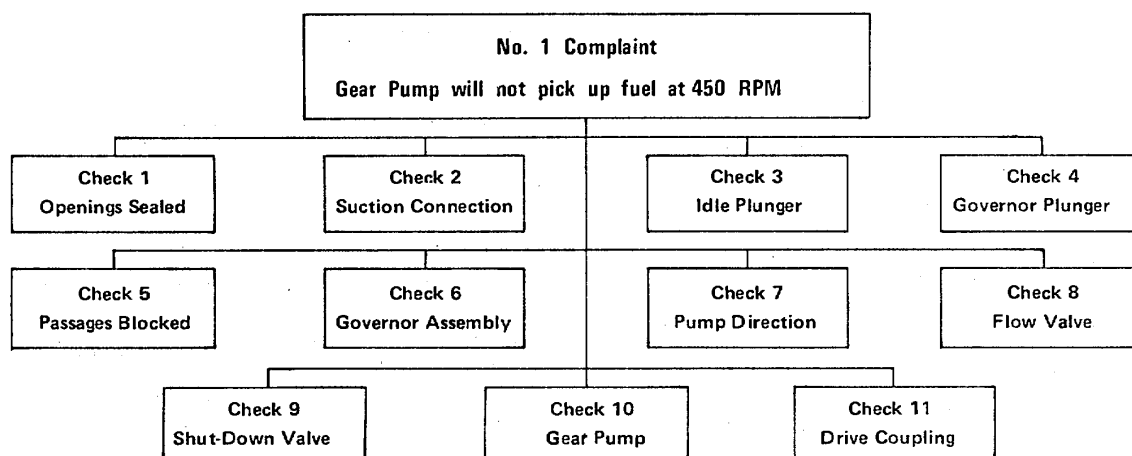 No. 1 Complaint
Gear Pump will not pick up fuel at 450 RPM
Check 1
Openings Sealed
Check 2
Suction Connection
Check 3
Idle Plunger
Check 4
Governor Plunger
Check 5
Passages Blocked
Check 6
Governor Assembly
Check 7
Pump Direction
Check 8
Flow Valve
Check 9
Shut-Down Valve
Check 10
Gear Pump
Check 11
Drive Coupling